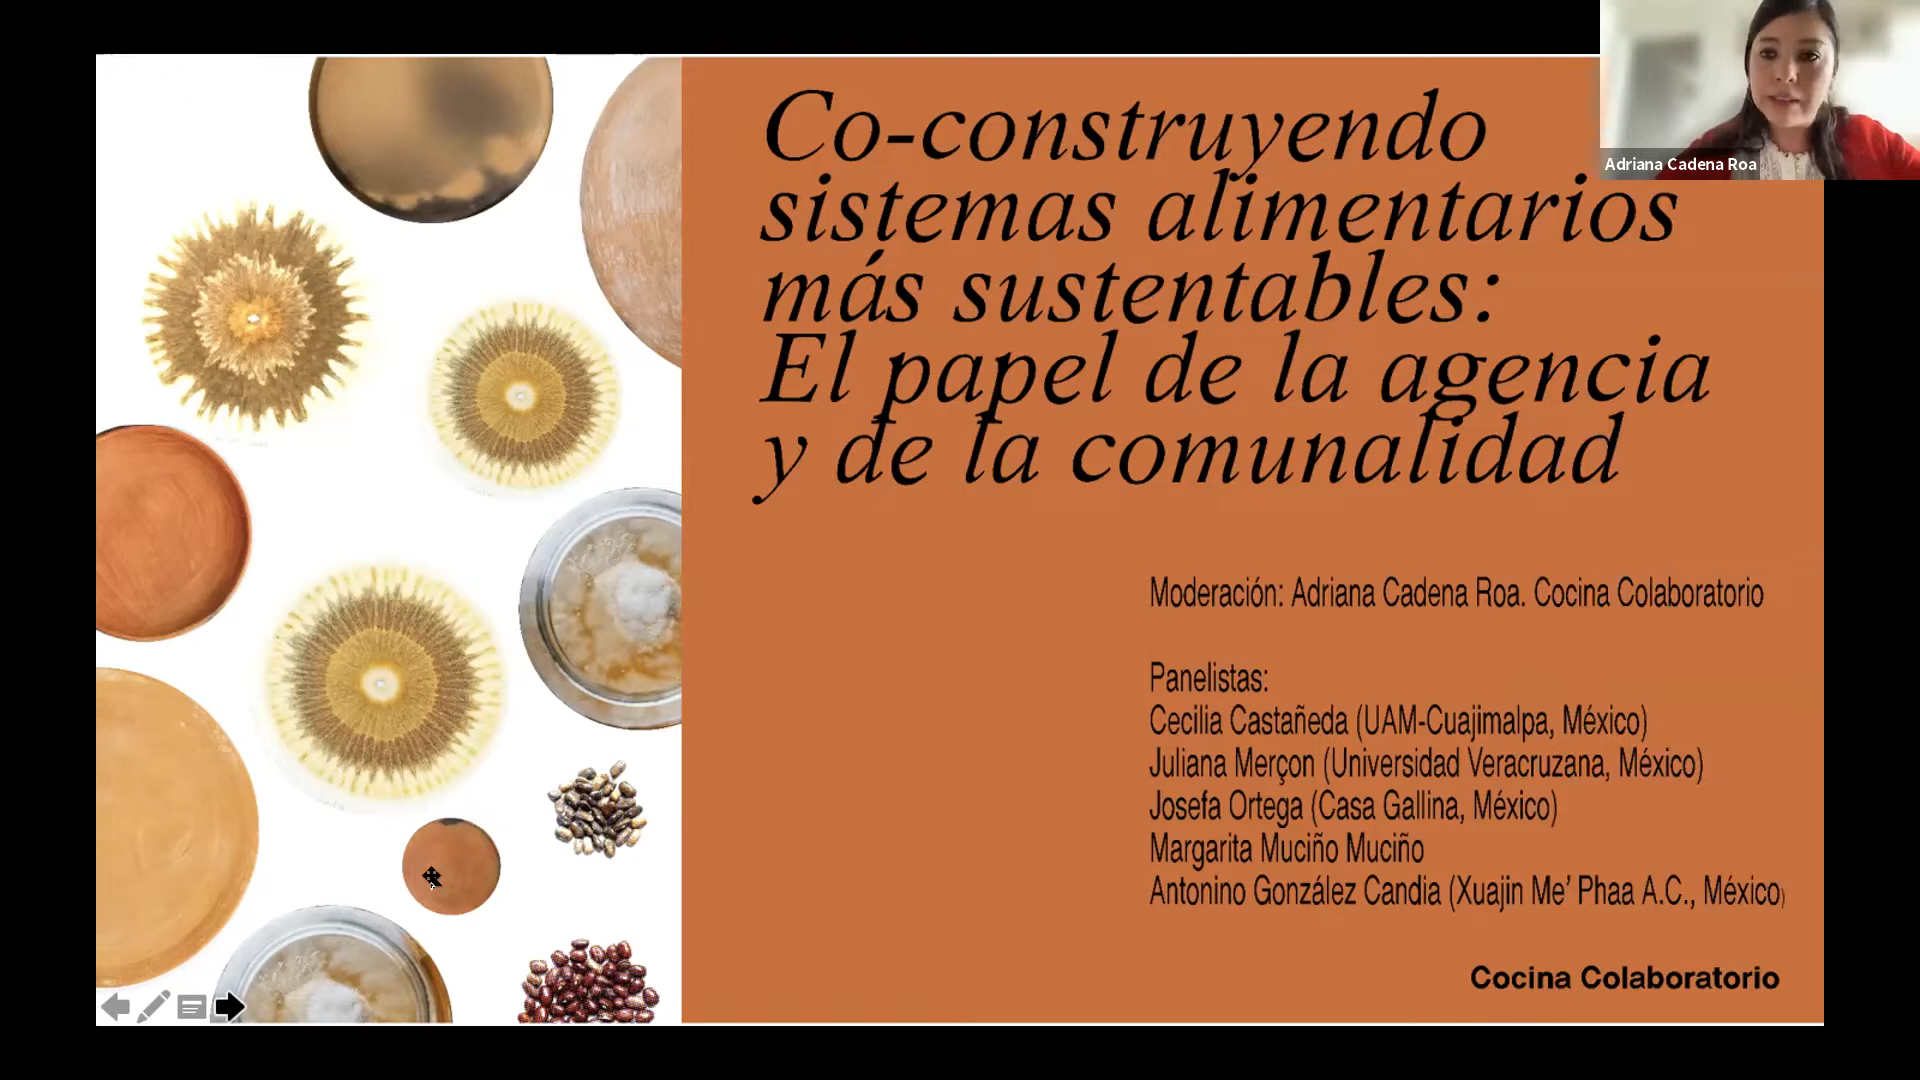 Co-construyendo
sistemas alimentarios
más sustentables:
El papel de la agencia
y de la comunalidad
Adriana Cadena Roa
Moderación: Adriana Cadena Roa. Cocina Colaboratorio
Panelistas:
Cecilia Castañeda (UAM-Cuajimalpa, México)
Juliana Merçon (Universidad Veracruzana, México)
Josefa Ortega (Casa Gallina, México)
Margarita Muciño Muciño
Antonino González Candia (Xuajin Me’ Phaa A.C., México)
Cocina Colaboratorio